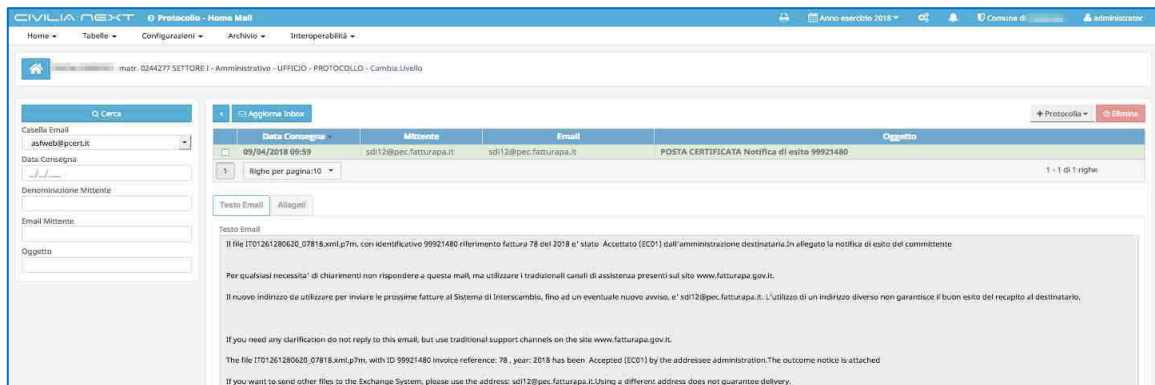 CIVILIA NEXT Protocollo - Home Mail Anno esercizio 2018 Comune di administrator
Home Tabelle Configurazioni Archivio Interoperabilità
matr. 0244277 SETTORE I - Amministrativo - UFFICIO - PROTOCOLLO - Cambia Livello
Cerca
Casella Email
asfweb@pcert.it
Data Consegna
__/__/____
Denominazione Mittente
Email Mittente
Oggetto
Aggiorna Inbox + Protocolla Elimina
Data Consegna Mittente Email Oggetto
09/04/2018 09:59 sdi12@pec.fatturapa.it sdi12@pec.fatturapa.it POSTA CERTIFICATA Notifica di esito 99921480
1 Righe per pagina:10 1 - 1 di 1 righe
Testo Email Allegati
Testo Email
Il file IT01261280620_07818.xml.p7m, con identificativo 99921480 riferimento fattura 78 del 2018 e' stato Accettato (EC01) dall'amministrazione destinataria.In allegato la notifica di esito del committente
Per qualsiasi necessita' di chiarimenti non rispondere a questa mail, ma utilizzare i tradizionali canali di assistenza presenti sul sito www.fatturapa.gov.it.
Il nuovo indirizzo da utilizzare per inviare le prossime fatture al Sistema di Interscambio, fino ad un eventuale nuovo avviso, e' sdi12@pec.fatturapa.it. L'utilizzo di un indirizzo diverso non garantisce il buon esito del recapito al destinatario.
If you need any clarification do not reply to this email, but use traditional support channels on the site www.fatturapa.gov.it.
The file IT01261280620_07818.xml.p7m, with ID 99921480 invoice reference: 78 , year: 2018 has been Accepted (EC01) by the addressee administration.The outcome notice is attached
If you want to send other files to the Exchange System, please use the address: sdi12@pec.fatturapa.it.Using a different address does not guarantee delivery.